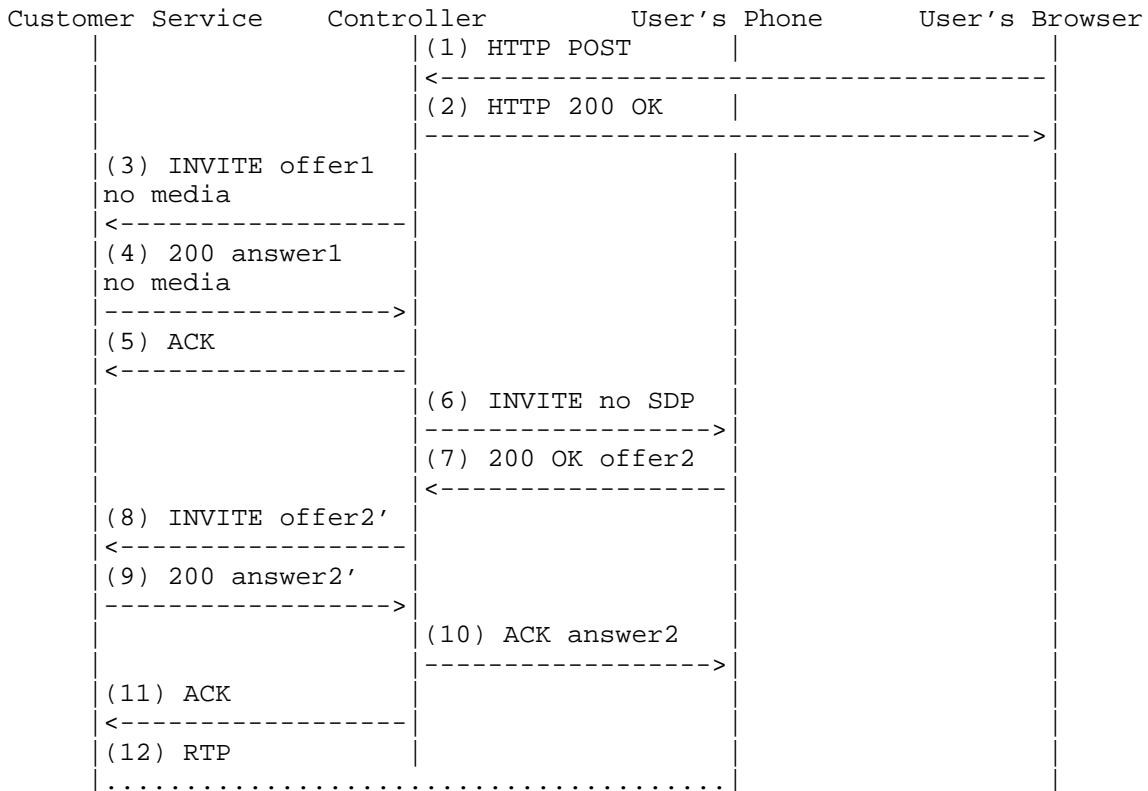 Customer Service    Controller         User's Phone      User's Browser
(1) HTTP POST
(2) HTTP 200 OK
(3) INVITE offer1
no media
(4) 200 answer1
no media
(5) ACK
(6) INVITE no SDP
(7) 200 OK offer2
(8) INVITE offer2'
(9) 200 answer2'
(10) ACK answer2
(11) ACK
(12) RTP